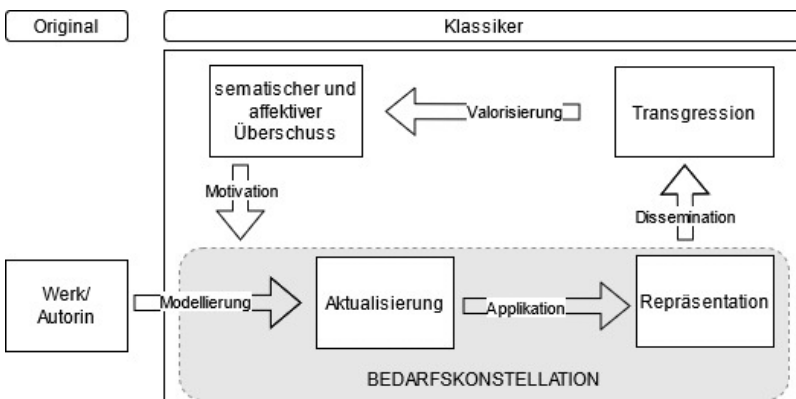 Original
Klassiker
sematischer und
affektiver
Überschuss
Valorisierung
Transgression
Motivation
Dissemination
Werk/
Autorin
Modellierung
Aktualisierung
Applikation
Repräsentation
BEDARFSKONSTELLATION